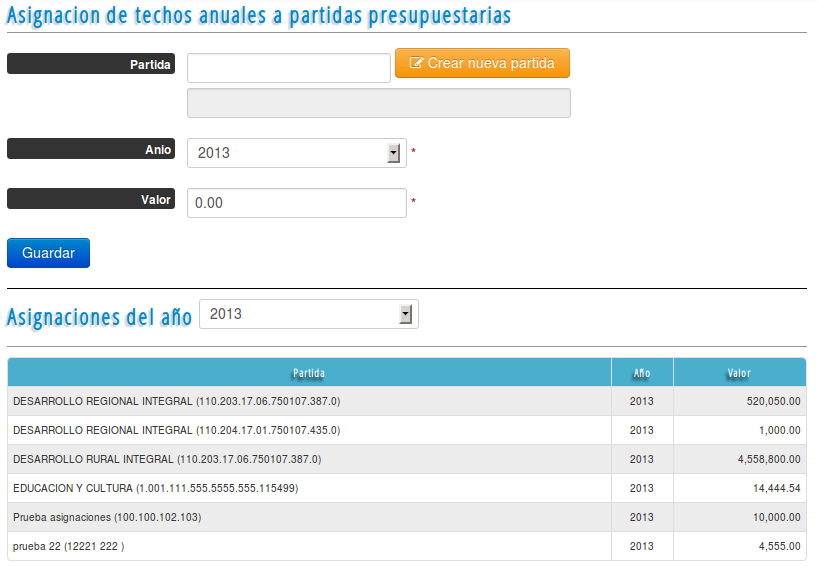 Asignacion de techos anuales a partidas presupuestarias
Partida
Crear nueva partida
Anio 2013 *
Valor 0.00 *
Guardar
Asignaciones del año 2013
Partida Año Valor
DESARROLLO REGIONAL INTEGRAL (110.203.17.06.750107.387.0) 2013 520,050.00
DESARROLLO REGIONAL INTEGRAL (110.204.17.01.750107.435.0) 2013 1,000.00
DESARROLLO RURAL INTEGRAL (110.203.17.06.750107.387.0) 2013 4,558,800.00
EDUCACION Y CULTURA (1.001.111.555.5555.555.115499) 2013 14,444.54
Prueba asignaciones (100.100.102.103) 2013 10,000.00
prueba 22 (12221 222 ) 2013 4,555.00